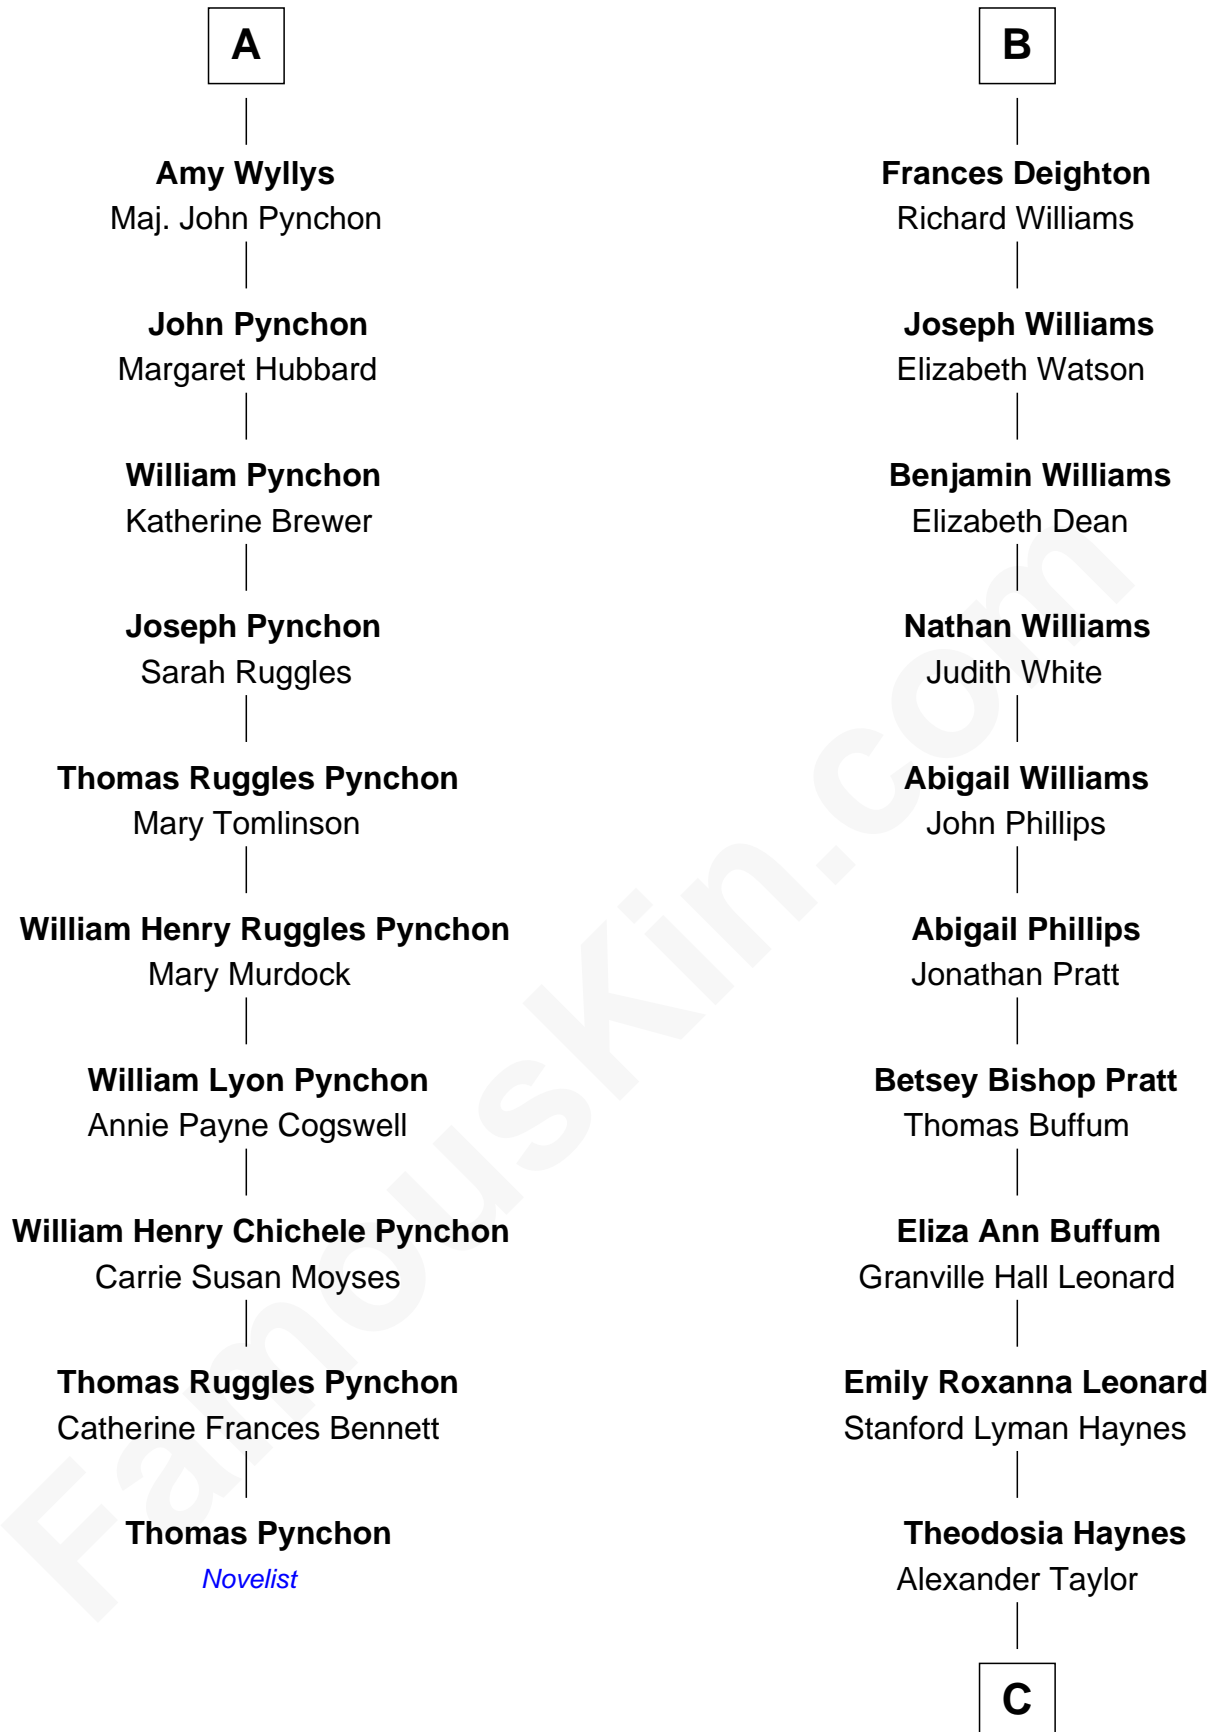 A
Amy Wyllys
Maj. John Pynchon
John Pynchon
Margaret Hubbard
William Pynchon
Katherine Brewer
Joseph Pynchon
Sarah Ruggles
Thomas Ruggles Pynchon
Mary Tomlinson
William Henry Ruggles Pynchon
Mary Murdock
William Lyon Pynchon
Annie Payne Cogswell
William Henry Chichele Pynchon
Carrie Susan Moyses
Thomas Ruggles Pynchon
Catherine Frances Bennett
Thomas Pynchon
Novelist
B
Frances Deighton
Richard Williams
Joseph Williams
Elizabeth Watson
Benjamin Williams
Elizabeth Dean
Nathan Williams
Judith White
Abigail Williams
John Phillips
Abigail Phillips
Jonathan Pratt
Betsey Bishop Pratt
Thomas Buffum
Eliza Ann Buffum
Granville Hall Leonard
Emily Roxanna Leonard
Stanford Lyman Haynes
Theodosia Haynes
Alexander Taylor
C
FamousKin.com